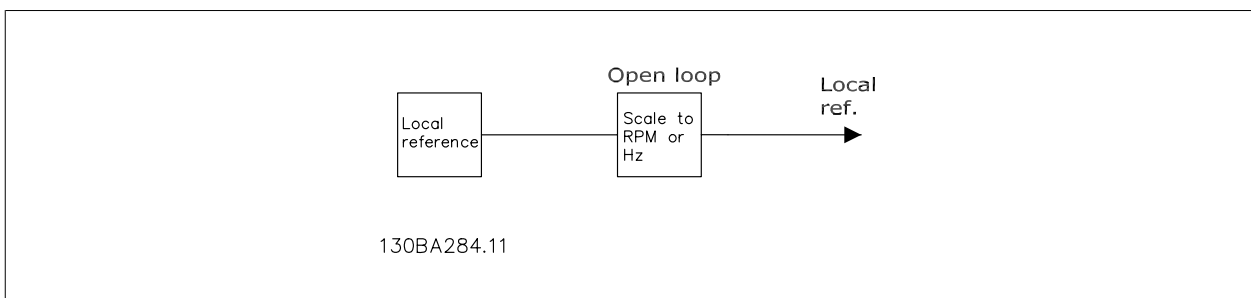 Open loop
Local
ref.
Local
reference
Scale to
RPM or
Hz
130BA284.11